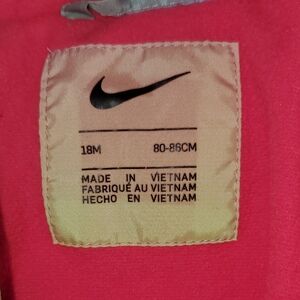 18M 80-86CM
MADE IN VIETNAM
FABRIQUÉ AU VIETNAM
HECHO EN VIETNAM